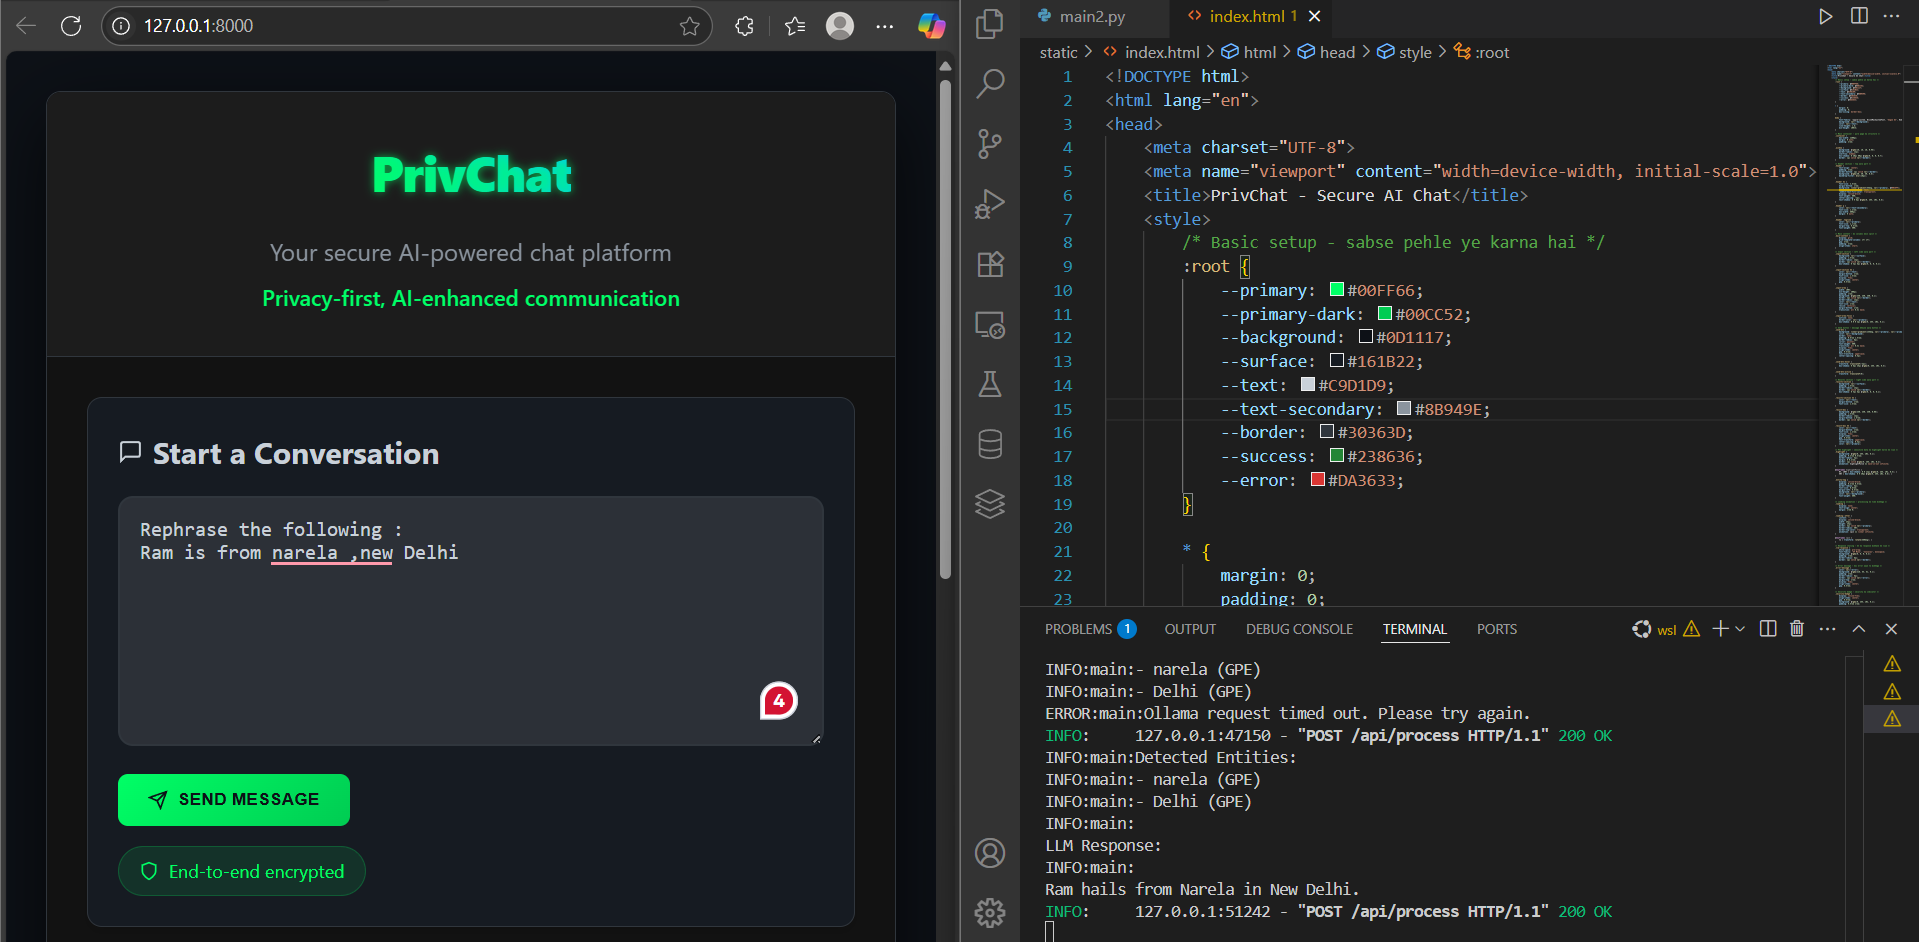 127.0.0.1:8000
PrivChat
Your secure AI-powered chat platform
Privacy-first, AI-enhanced communication
Start a Conversation
Rephrase the following :
Ram is from narela ,new Delhi
4
SEND MESSAGE
End-to-end encrypted
main2.py
index.html 1
static > index.html > html > head > style > :root
1 <!DOCTYPE html>
2 <html lang="en">
3 <head>
4 <meta charset="UTF-8">
5 <meta name="viewport" content="width=device-width, initial-scale=1.0">
6 <title>PrivChat - Secure AI Chat</title>
7 <style>
8 /* Basic setup - sabse pehle ye karna hai */
9 :root {
10 --primary: #00FF66;
11 --primary-dark: #00CC52;
12 --background: #0D1117;
13 --surface: #161B22;
14 --text: #C9D1D9;
15 --text-secondary: #8B949E;
16 --border: #30363D;
17 --success: #238636;
18 --error: #DA3633;
19 }
20
21 * {
22 margin: 0;
23 padding: 0;
PROBLEMS 1 OUTPUT DEBUG CONSOLE TERMINAL PORTS
wsl
INFO:main:- narela (GPE)
INFO:main:- Delhi (GPE)
ERROR:main:Ollama request timed out. Please try again.
INFO: 127.0.0.1:47150 - "POST /api/process HTTP/1.1" 200 OK
INFO:main:Detected Entities:
INFO:main:- narela (GPE)
INFO:main:- Delhi (GPE)
INFO:main:
LLM Response:
INFO:main:
Ram hails from Narela in New Delhi.
INFO: 127.0.0.1:51242 - "POST /api/process HTTP/1.1" 200 OK